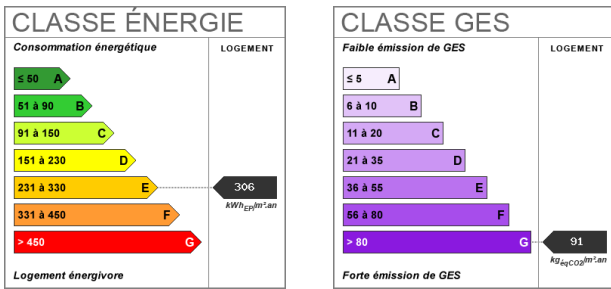 CLASSE ÉNERGIE
Consommation énergétique
LOGEMENT
≤ 50 A
51 à 90 B
91 à 150 C
151 à 230 D
231 à 330 E
306
kWhEP/m².an
331 à 450 F
> 450 G
Logement énergivore
CLASSE GES
Faible émission de GES
LOGEMENT
≤ 5 A
6 à 10 B
11 à 20 C
21 à 35 D
36 à 55 E
56 à 80 F
> 80 G
91
kgéqCO2/m².an
Forte émission de GES